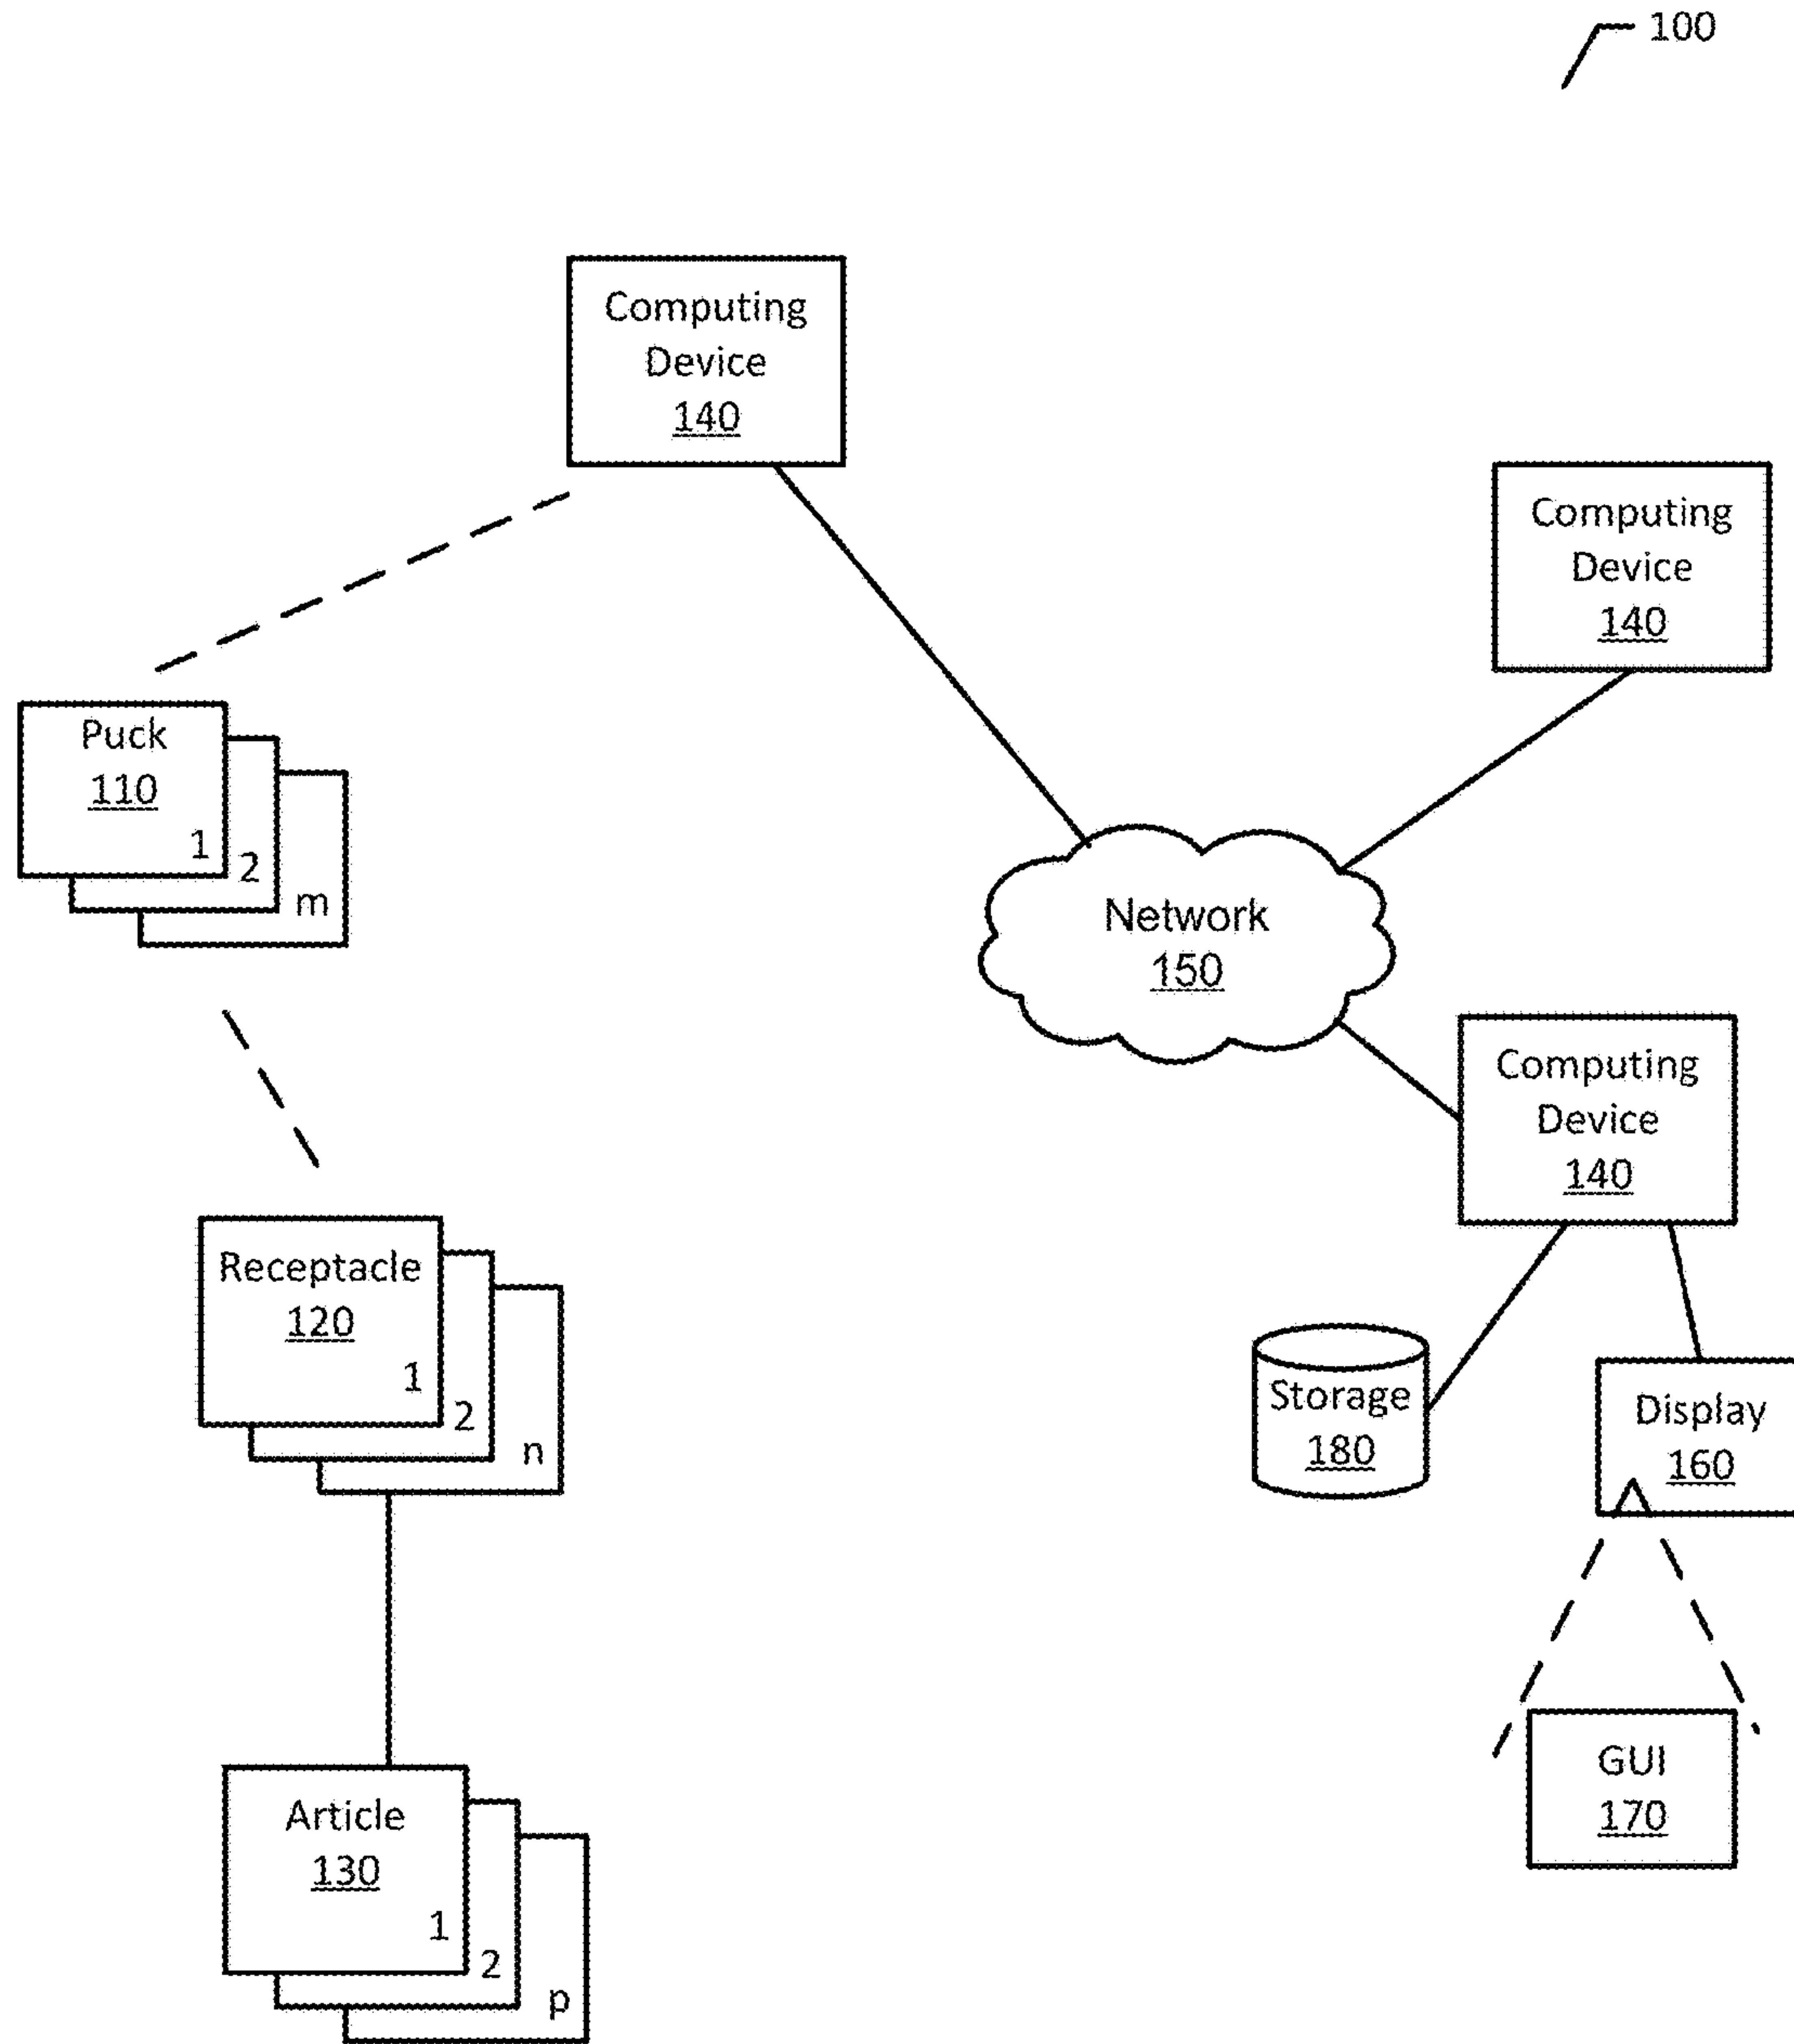 100
Computing
Device
140
Computing
Device
140
Puck
110
1
2
m
Network
150
Computing
Device
140
Receptacle
120
1
2
n
Storage
180
Display
160
GUI
170
Article
130
1
2
p